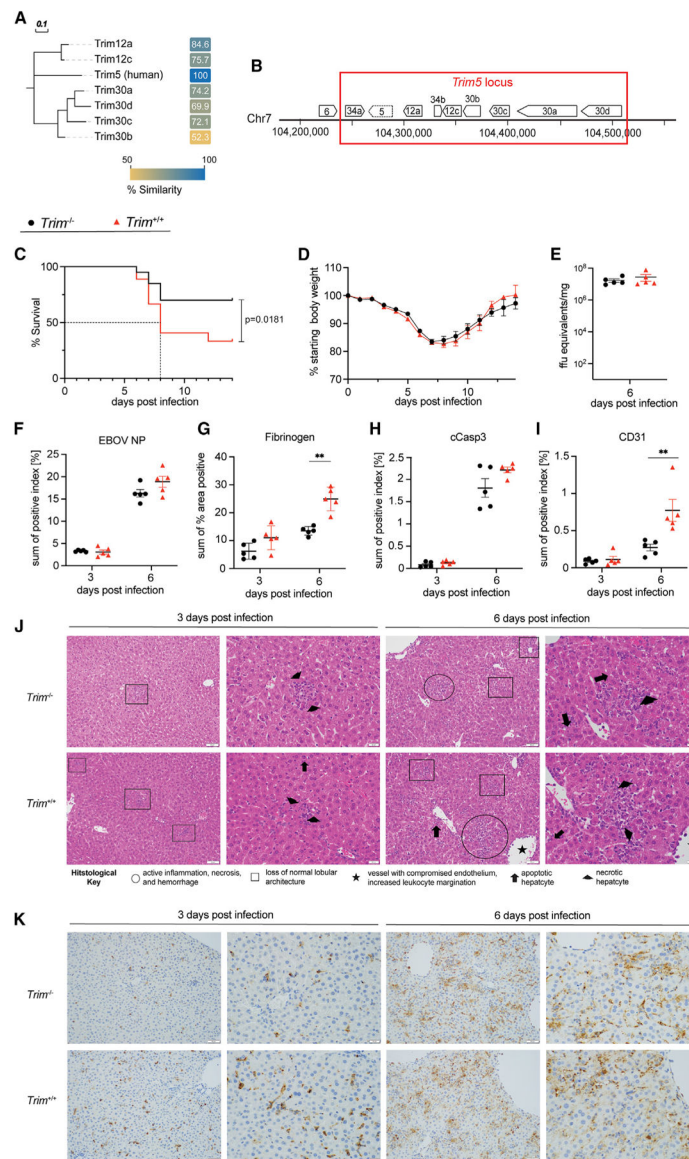 A
0.1
Trim12a 84.6
Trim12c 75.7
Trim5 (human) 100
Trim30a 74.2
Trim30d 69.9
Trim30c 72.1
Trim30b 52.3
50 100
% Similarity
B
Trim5 locus
34b 30b
6 34a 5 12a 12c 30c 30a 30d
Chr7
104,200,000 104,300,000 104,400,000 104,500,000
Trim-/- Trim+/+
C
% Survival
100
50
0
0 5 10
days post infection
p=0.0181
D
% starting body weight
110
100
90
80
0 5 10 15
days post infection
E
ffu equivalents/mg
10^8
10^6
10^4
10^2
6
days post infection
F
EBOV NP
sum of positive index [%]
25
20
15
10
5
0
3 6
days post infection
G
Fibrinogen
sum of % area positive
40
30
20
10
0
**
3 6
days post infection
H
cCasp3
sum of positive index [%]
2.5
2
1.5
1
0.5
0
3 6
days post infection
I
CD31
sum of positive index [%]
1.5
1
0.5
0
**
3 6
days post infection
J
3 days post infection 6 days post infection
Trim-/-
Trim+/+
Hitstological Key
active inflammation, necrosis, and hemorrhage
loss of normal lobular architecture
vessel with compromised endothelium, increased leukocyte margination
apoptotic hepatcyte
necrotic hepatcyte
K
3 days post infection 6 days post infection
Trim-/-
Trim+/+